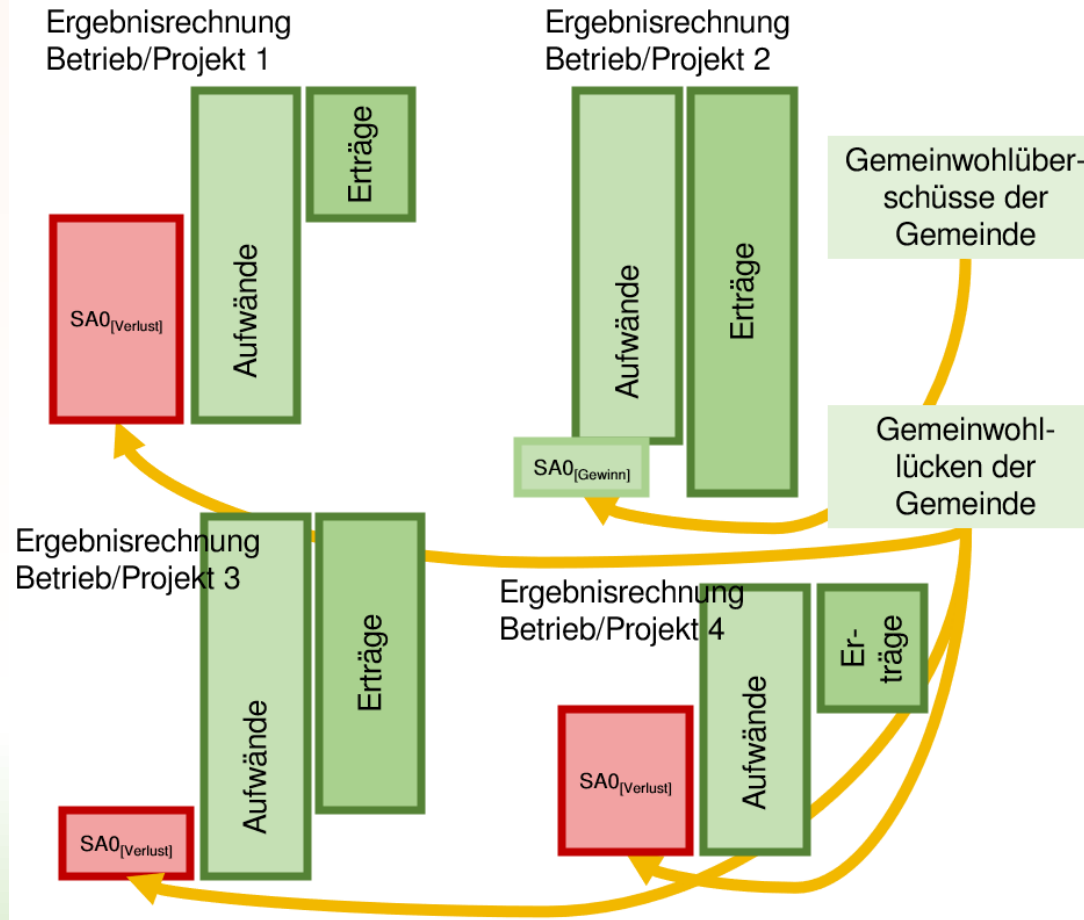 Ergebnisrechnung
Betrieb/Projekt 1
Aufwände
Erträge
SA0[Verlust]
Ergebnisrechnung
Betrieb/Projekt 2
Aufwände
Erträge
SA0[Gewinn]
Gemeinwohlüber-
schüsse der
Gemeinde
Gemeinwohl-
lücken der
Gemeinde
Ergebnisrechnung
Betrieb/Projekt 3
Aufwände
Erträge
SA0[Verlust]
Ergebnisrechnung
Betrieb/Projekt 4
Aufwände
Er-
träge
SA0[Verlust]